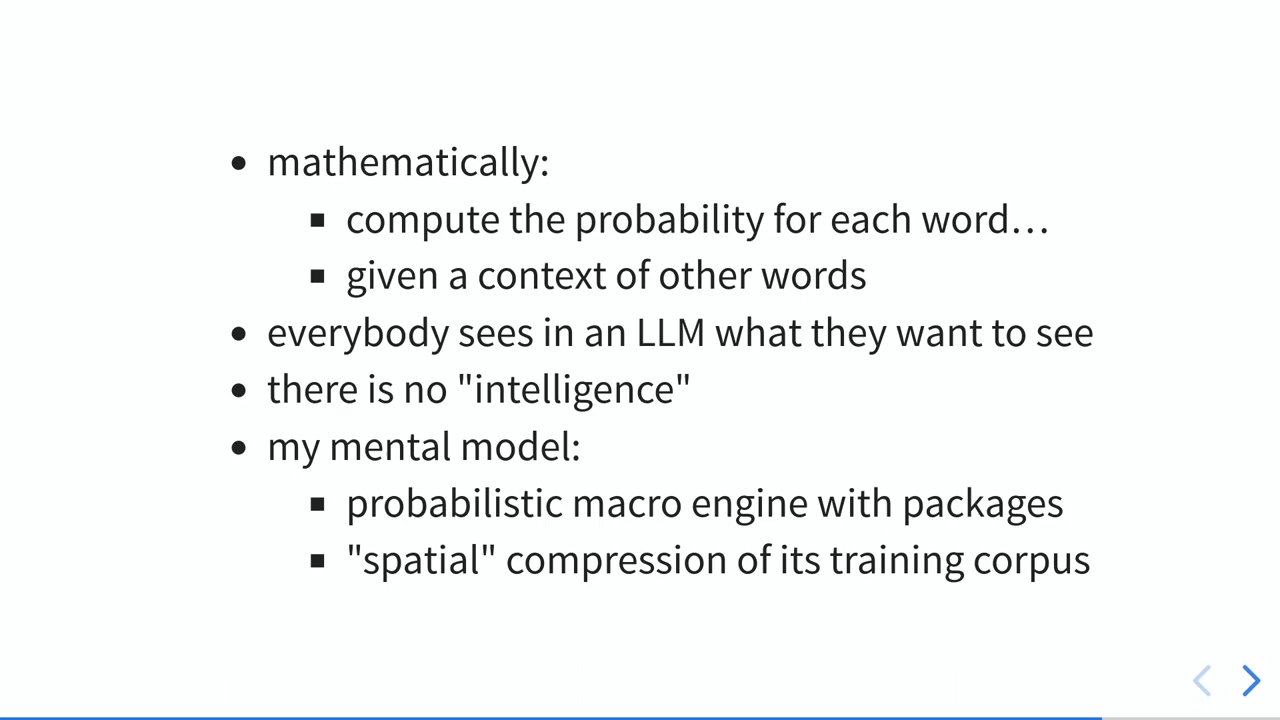 mathematically:
compute the probability for each word…
given a context of other words
everybody sees in an LLM what they want to see
there is no "intelligence"
my mental model:
probabilistic macro engine with packages
"spatial" compression of its training corpus